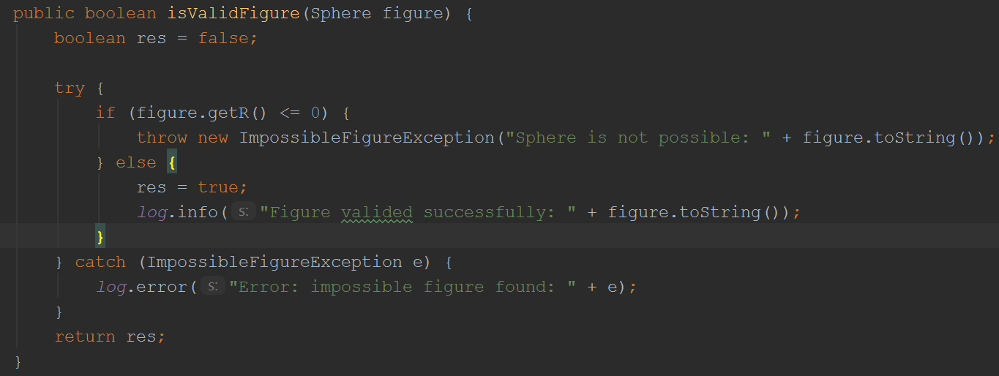 public boolean isValidFigure(Sphere figure) {
    boolean res = false;

    try {
        if (figure.getR() <= 0) {
            throw new ImpossibleFigureException("Sphere is not possible: " + figure.toString());
        } else {
            res = true;
            log.info( s: "Figure valided successfully: " + figure.toString());
        }
    } catch (ImpossibleFigureException e) {
        log.error( s: "Error: impossible figure found: " + e);
    }
    return res;
}